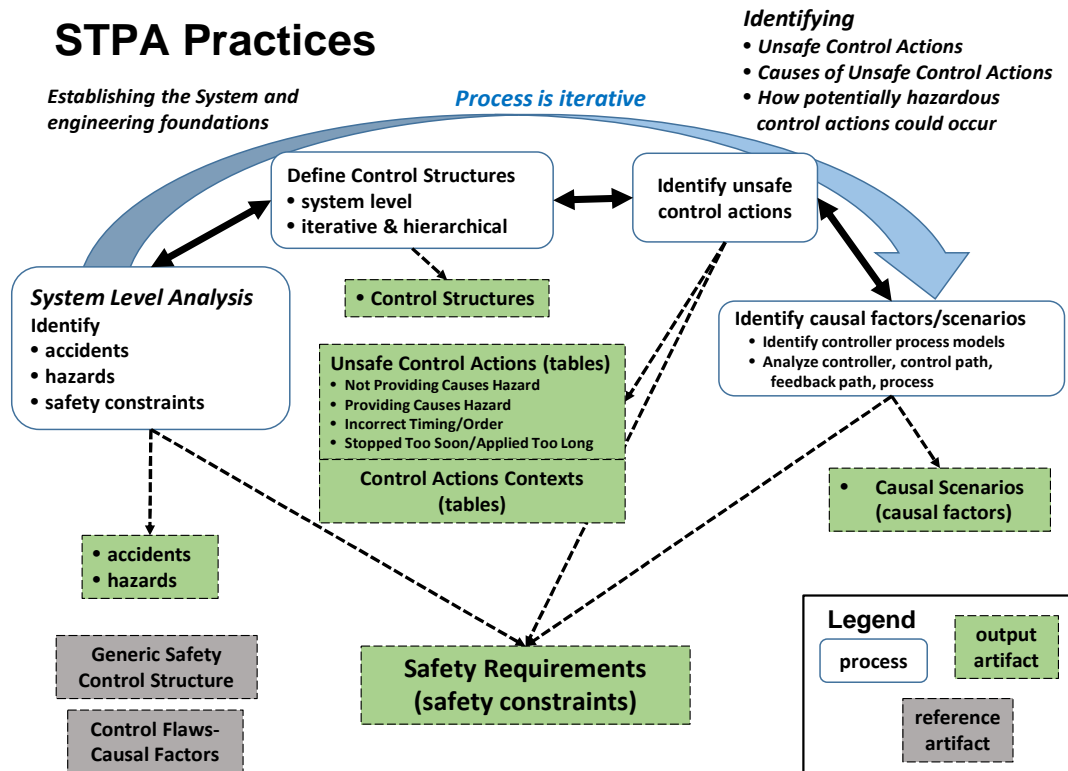 STPA Practices
Establishing the System and
engineering foundations
Process is iterative
Identifying
• Unsafe Control Actions
• Causes of Unsafe Control Actions
• How potentially hazardous
control actions could occur
Define Control Structures
• system level
• iterative & hierarchical
Identify unsafe
control actions
System Level Analysis
Identify
• accidents
• hazards
• safety constraints
• Control Structures
Identify causal factors/scenarios
• Identify controller process models
• Analyze controller, control path,
feedback path, process
Unsafe Control Actions (tables)
• Not Providing Causes Hazard
• Providing Causes Hazard
• Incorrect Timing/Order
• Stopped Too Soon/Applied Too Long
Control Actions Contexts
(tables)
• Causal Scenarios
(causal factors)
• accidents
• hazards
Generic Safety
Control Structure
Control Flaws-
Causal Factors
Safety Requirements
(safety constraints)
Legend
process
output
artifact
reference
artifact